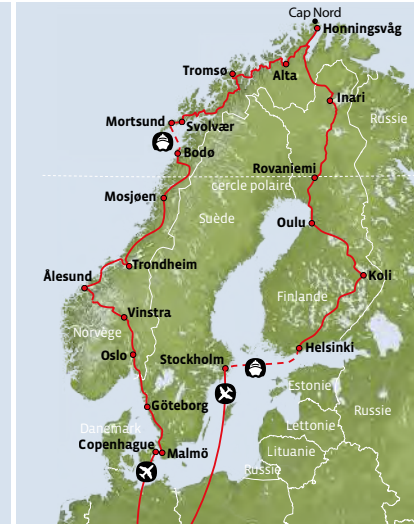 Cap Nord
Honningsvåg
Tromsø
Alta
Inari
Mortsund
Svolvær
Russie
Bodø
Rovaniemi
cercle polaire
Mosjøen
Suède
Oulu
Trondheim
Koli
Ålesund
Finlande
Vinstra
Norvège
Oslo
Stockholm
Helsinki
Estonie
Göteborg
Russie
Danemark
Lettonie
Copenhague
Malmö
Lituanie
Russie